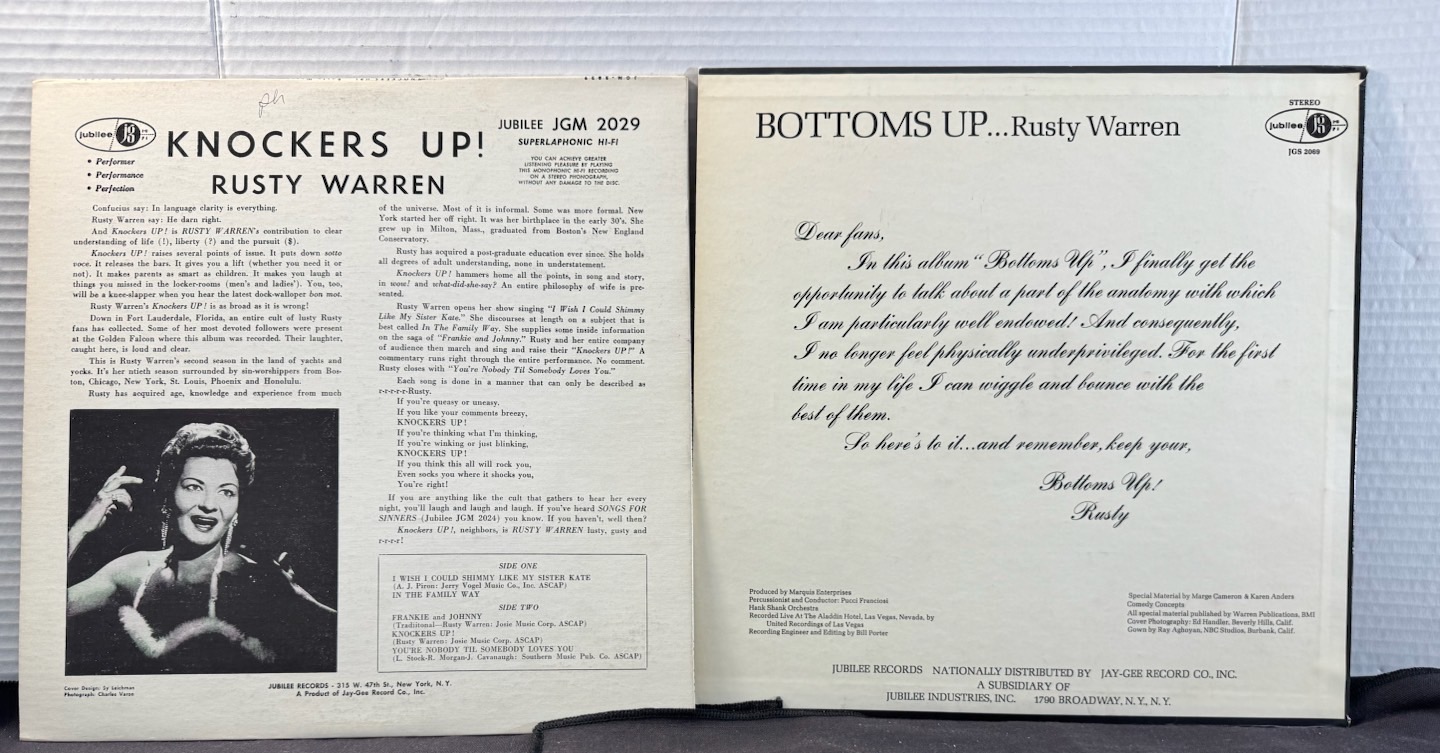 ph
jubilee J3 HI FI
KNOCKERS UP!
RUSTY WARREN
• Performer
• Performance
• Perfection
JUBILEE JGM 2029
SUPERLAPHONIC HI-FI
YOU CAN ACHIEVE GREATER
LISTENING PLEASURE BY PLAYING
THIS MONOPHONIC HI-FI RECORDING
ON A STEREO PHONOGRAPH,
WITHOUT ANY DAMAGE TO THE DISC.
Confucius say: In language clarity is everything.
Rusty Warren say: He darn right.
And Knockers UP! is RUSTY WARREN's contribution to clear
understanding of life (!), liberty (?) and the pursuit ($).
Knockers UP! raises several points of issue. It puts down sotto
voce. It releases the bars. It gives you a lift (whether you need it or
not). It makes parents as smart as children. It makes you laugh at
things you missed in the locker-rooms (men's and ladies'). You, too,
will be a knee-slapper when you hear the latest dock-walloper bon mot.
Rusty Warren's Knockers UP! is as broad as it is wrong!
Down in Fort Lauderdale, Florida, an entire cult of lusty Rusty
fans has collected. Some of her most devoted followers were present
at the Golden Falcon where this album was recorded. Their laughter,
caught here, is loud and clear.
This is Rusty Warren's second season in the land of yachts and
yocks. It's her ntieth season surrounded by sin-worshippers from Bos-
ton, Chicago, New York, St. Louis, Phoenix and Honolulu.
Rusty has acquired age, knowledge and experience from much
of the universe. Most of it is informal. Some was more formal. New
York started her off right. It was her birthplace in the early 30's. She
grew up in Milton, Mass., graduated from Boston's New England
Conservatory.
Rusty has acquired a post-graduate education ever since. She holds
all degrees of adult understanding, none in understatement.
Knockers UP! hammers home all the points, in song and story,
in wow! and what-did-she-say? An entire philosophy of wife is pre-
sented.
Rusty Warren opens her show singing "I Wish I Could Shimmy
Like My Sister Kate." She discourses at length on a subject that is
best called In The Family Way. She supplies some inside information
on the saga of "Frankie and Johnny." Rusty and her entire company
of audience then march and sing and raise their "Knockers UP!" A
commentary runs right through the entire performance. No comment.
Rusty closes with "You're Nobody Til Somebody Loves You."
Each song is done in a manner that can only be described as
r-r-r-r-r-Rusty.
If you're queasy or uneasy,
If you like your comments breezy,
KNOCKERS UP!
If you're thinking what I'm thinking,
If you're winking or just blinking,
KNOCKERS UP!
If you think this all will rock you,
Even socks you where it shocks you,
You're right!
If you are anything like the cult that gathers to hear her every
night, you'll laugh and laugh and laugh. If you've heard SONGS FOR
SINNERS (Jubilee JGM 2024) you know. If you haven't, well then?
Knockers UP!, neighbors, is RUSTY WARREN lusty, gusty and
r-r-r-r!
SIDE ONE
I WISH I COULD SHIMMY LIKE MY SISTER KATE
(A. J. Piron: Jerry Vogel Music Co., Inc. ASCAP)
IN THE FAMILY WAY
SIDE TWO
FRANKIE and JOHNNY
(Traditional—Rusty Warren: Josie Music Corp. ASCAP)
KNOCKERS UP!
(Rusty Warren: Josie Music Corp. ASCAP)
YOU'RE NOBODY TIL SOMEBODY LOVES YOU
(L. Stock-R. Morgan-J. Cavanaugh: Southern Music Pub. Co. ASCAP)
Cover Design: Sy Leichman
Photograph: Charles Varon
JUBILEE RECORDS - 315 W. 47th St., New York, N. Y.
A Product of Jay-Gee Record Co., Inc.
BOTTOMS UP...Rusty Warren
STEREO
jubilee J3 HI FI
JGS 2069
Dear fans,
In this album "Bottoms Up", I finally get the
opportunity to talk about a part of the anatomy with which
I am particularly well endowed! And consequently,
I no longer feel physically underprivileged. For the first
time in my life I can wiggle and bounce with the
best of them.
So here's to it...and remember, keep your,
Bottoms Up!
Rusty
Produced by Marquis Enterprises
Percussionist and Conductor: Pucci Franciosi
Hank Shank Orchestra
Recorded Live At The Aladdin Hotel, Las Vegas, Nevada, by
United Recordings of Las Vegas
Recording Engineer and Editing by Bill Porter
Special Material by Marge Cameron & Karen Anders
Comedy Concepts
All special material published by Warren Publications, BMI
Cover Photography: Ed Handler, Beverly Hills, Calif.
Gown by Ray Aghayan, NBC Studios, Burbank, Calif.
JUBILEE RECORDS NATIONALLY DISTRIBUTED BY JAY-GEE RECORD CO., INC.
A SUBSIDIARY OF
JUBILEE INDUSTRIES, INC. 1790 BROADWAY, N. Y., N. Y.